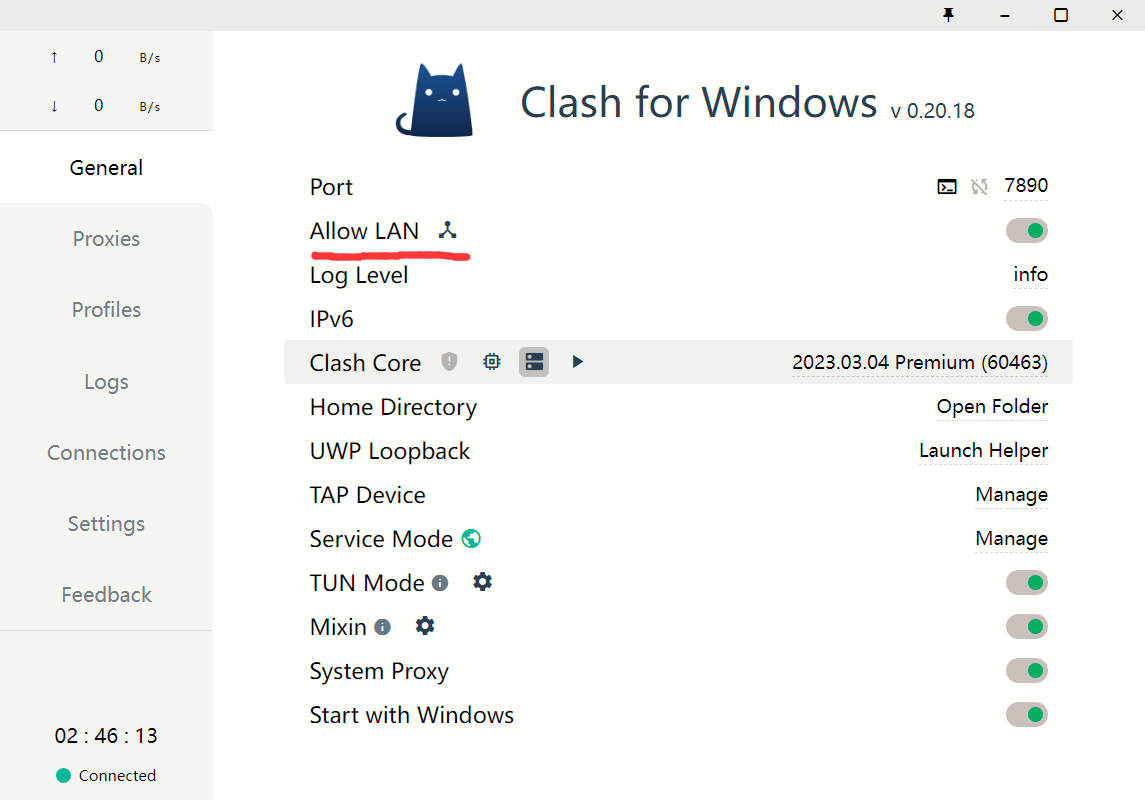 ↑ 0 B/s
↓ 0 B/s
General
Proxies
Profiles
Logs
Connections
Settings
Feedback
02 : 46 : 13
Connected
Clash for Windows v 0.20.18
Port 7890
Allow LAN
Log Level info
IPv6
Clash Core 2023.03.04 Premium (60463)
Home Directory Open Folder
UWP Loopback Launch Helper
TAP Device Manage
Service Mode Manage
TUN Mode
Mixin
System Proxy
Start with Windows